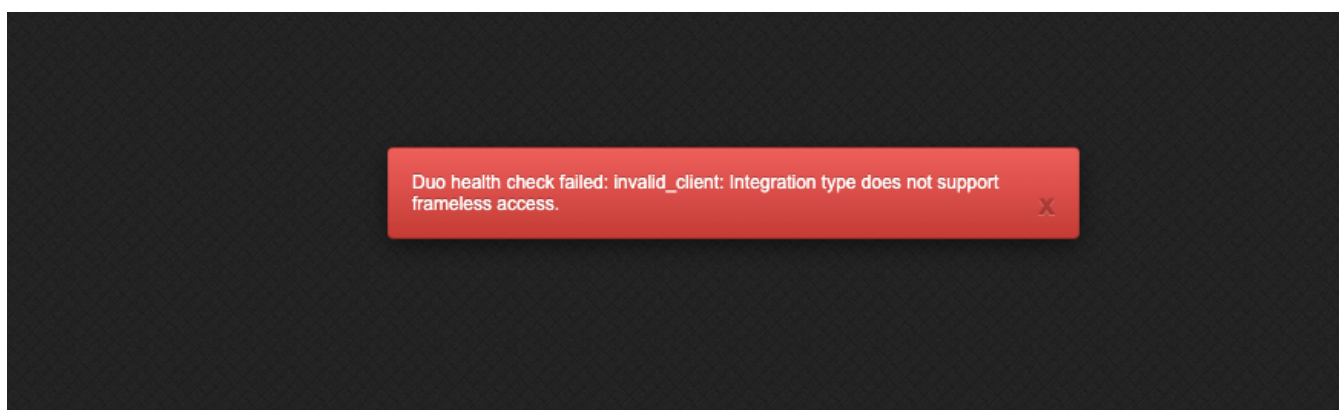 Duo health check failed: invalid_client: Integration type does not support
frameless access.
x